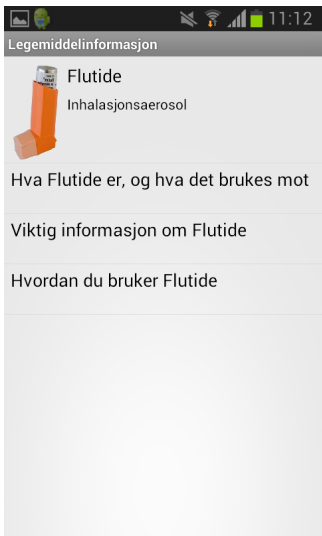 11:12
Legemiddelinformasjon
Flutide
Inhalasjonsaerosol
Hva Flutide er, og hva det brukes mot
Viktig informasjon om Flutide
Hvordan du bruker Flutide